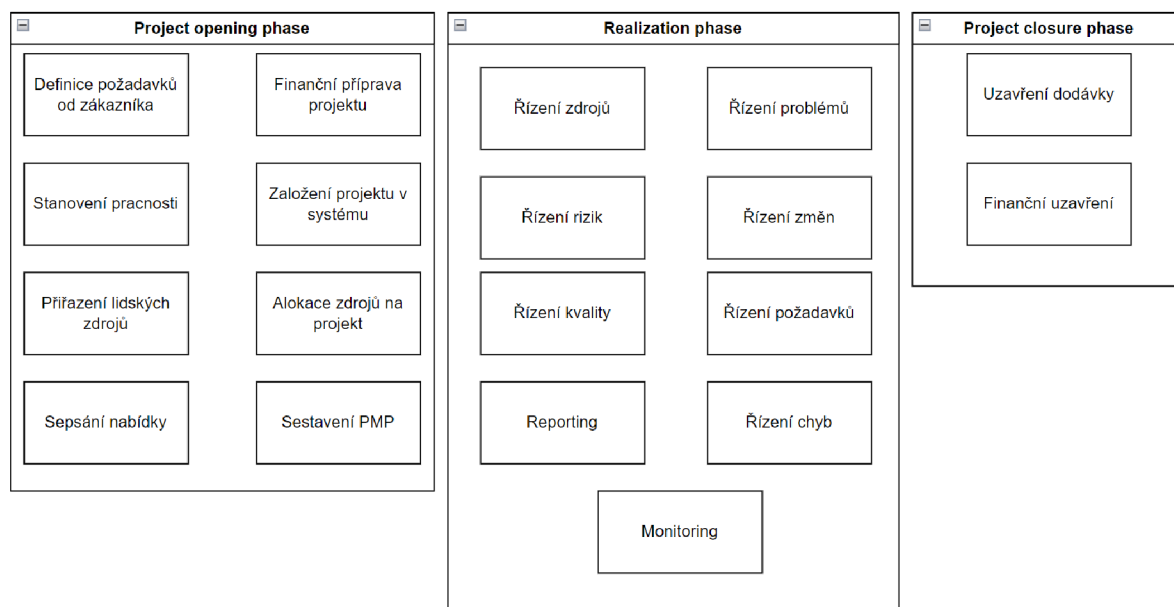 Project opening phase
Definice požadavků
od zákazníka
Finanční příprava
projektu
Stanovení pracnosti
Založení projektu v
systému
Přiřazení lidských
zdrojů
Alokace zdrojů na
projekt
Sepsání nabídky
Sestavení PMP
Realization phase
Řízení zdrojů
Řízení problémů
Řízení rizik
Řízení změn
Řízení kvality
Řízení požadavků
Reporting
Řízení chyb
Monitoring
Project closure phase
Uzavření dodávky
Finanční uzavření